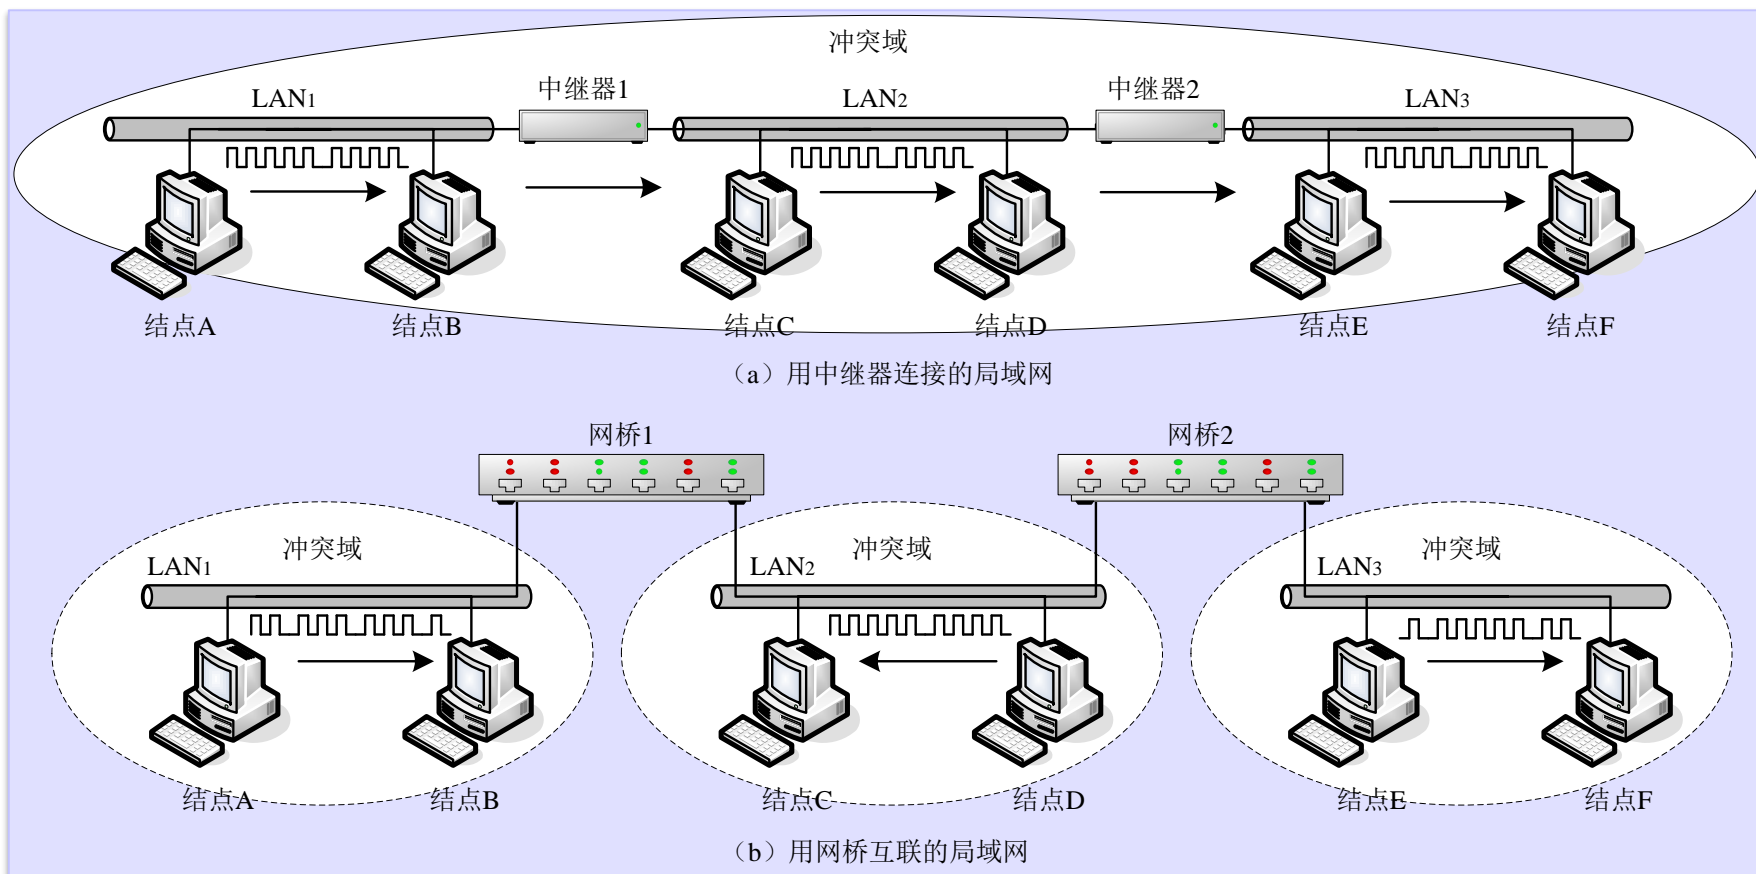 冲突域
中继器1
中继器2
LAN1
LAN2
LAN3
结点A
结点B
结点C
结点D
结点E
结点F
（a）用中继器连接的局域网
网桥1
网桥2
冲突域
冲突域
冲突域
LAN1
LAN2
LAN3
结点A
结点B
结点C
结点D
结点E
结点F
（b）用网桥互联的局域网